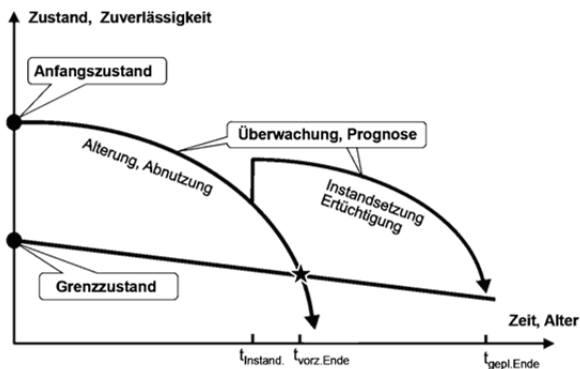 Zustand, Zuverlässigkeit
Anfangszustand
Überwachung, Prognose
Alterung, Abnutzung
Instandsetzung
Ertüchtigung
Grenzzustand
Zeit, Alter
tInstand. tvorz.Ende tgepl.Ende